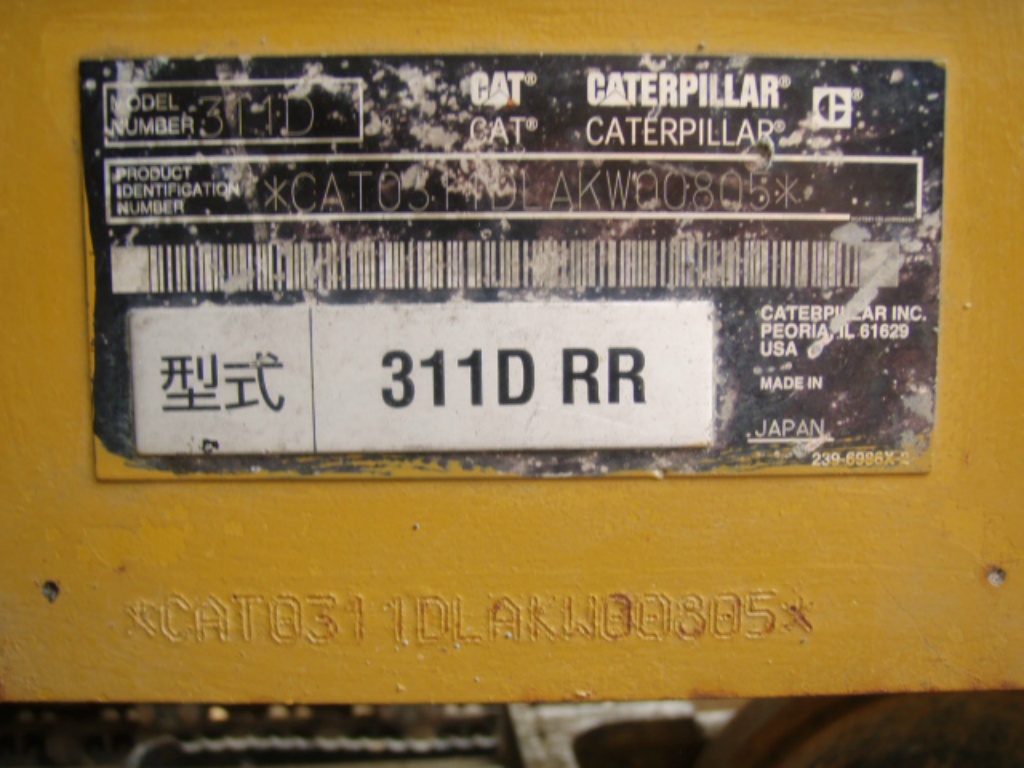 MODEL NUMBER 311D
CAT® CATERPILLAR®
CAT® CATERPILLAR®
PRODUCT IDENTIFICATION NUMBER *CAT0311DLAKW00805*
CATERPILLAR INC.
PEORIA, IL 61629
USA
型式 311D RR
MADE IN
JAPAN
*CAT0311DLAKW00805*